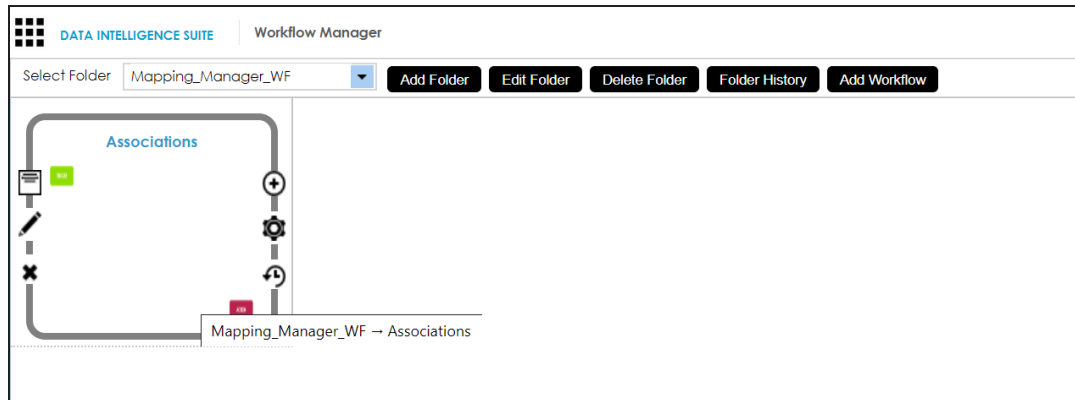 DATA INTELLIGENCE SUITE Workflow Manager
Select Folder Mapping_Manager_WF Add Folder Edit Folder Delete Folder Folder History Add Workflow
Associations
Mapping_Manager_WF → Associations